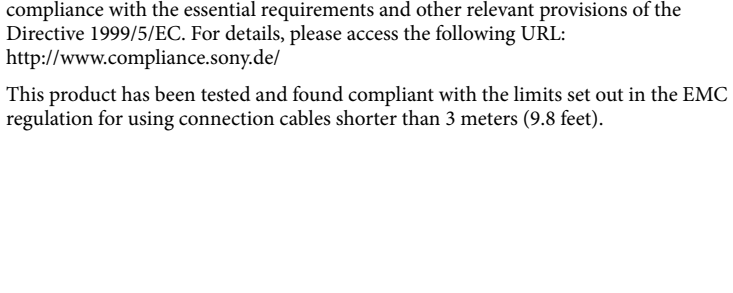 compliance with the essential requirements and other relevant provisions of the
Directive 1999/5/EC. For details, please access the following URL:
http://www.compliance.sony.de/
This product has been tested and found compliant with the limits set out in the EMC
regulation for using connection cables shorter than 3 meters (9.8 feet).